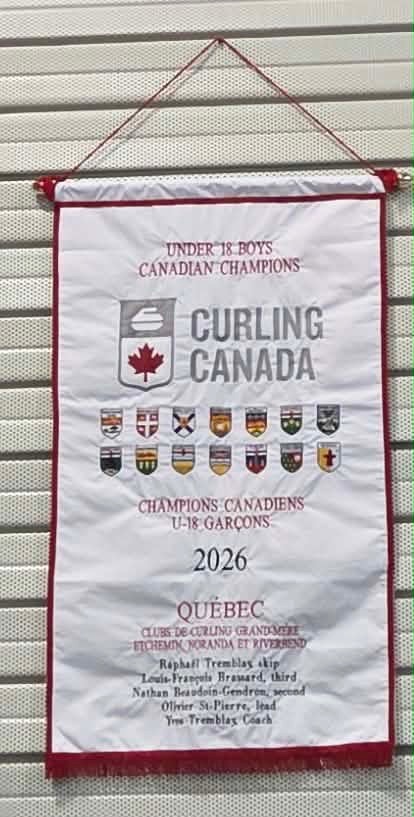 UNDER 18 BOYS
CANADIAN CHAMPIONS
CURLING
CANADA
CHAMPIONS CANADIENS
U-18 GARÇONS
2026
QUÉBEC
CLUBS DE CURLING GRAND-MÈRE
ETCHEMIN, NORANDA ET RIVERBEND
Raphaël Tremblay, skip
Louis-François Brassard, third
Nathan Beaudoin-Gendron, second
Olivier St-Pierre, lead
Yves Tremblay, Coach